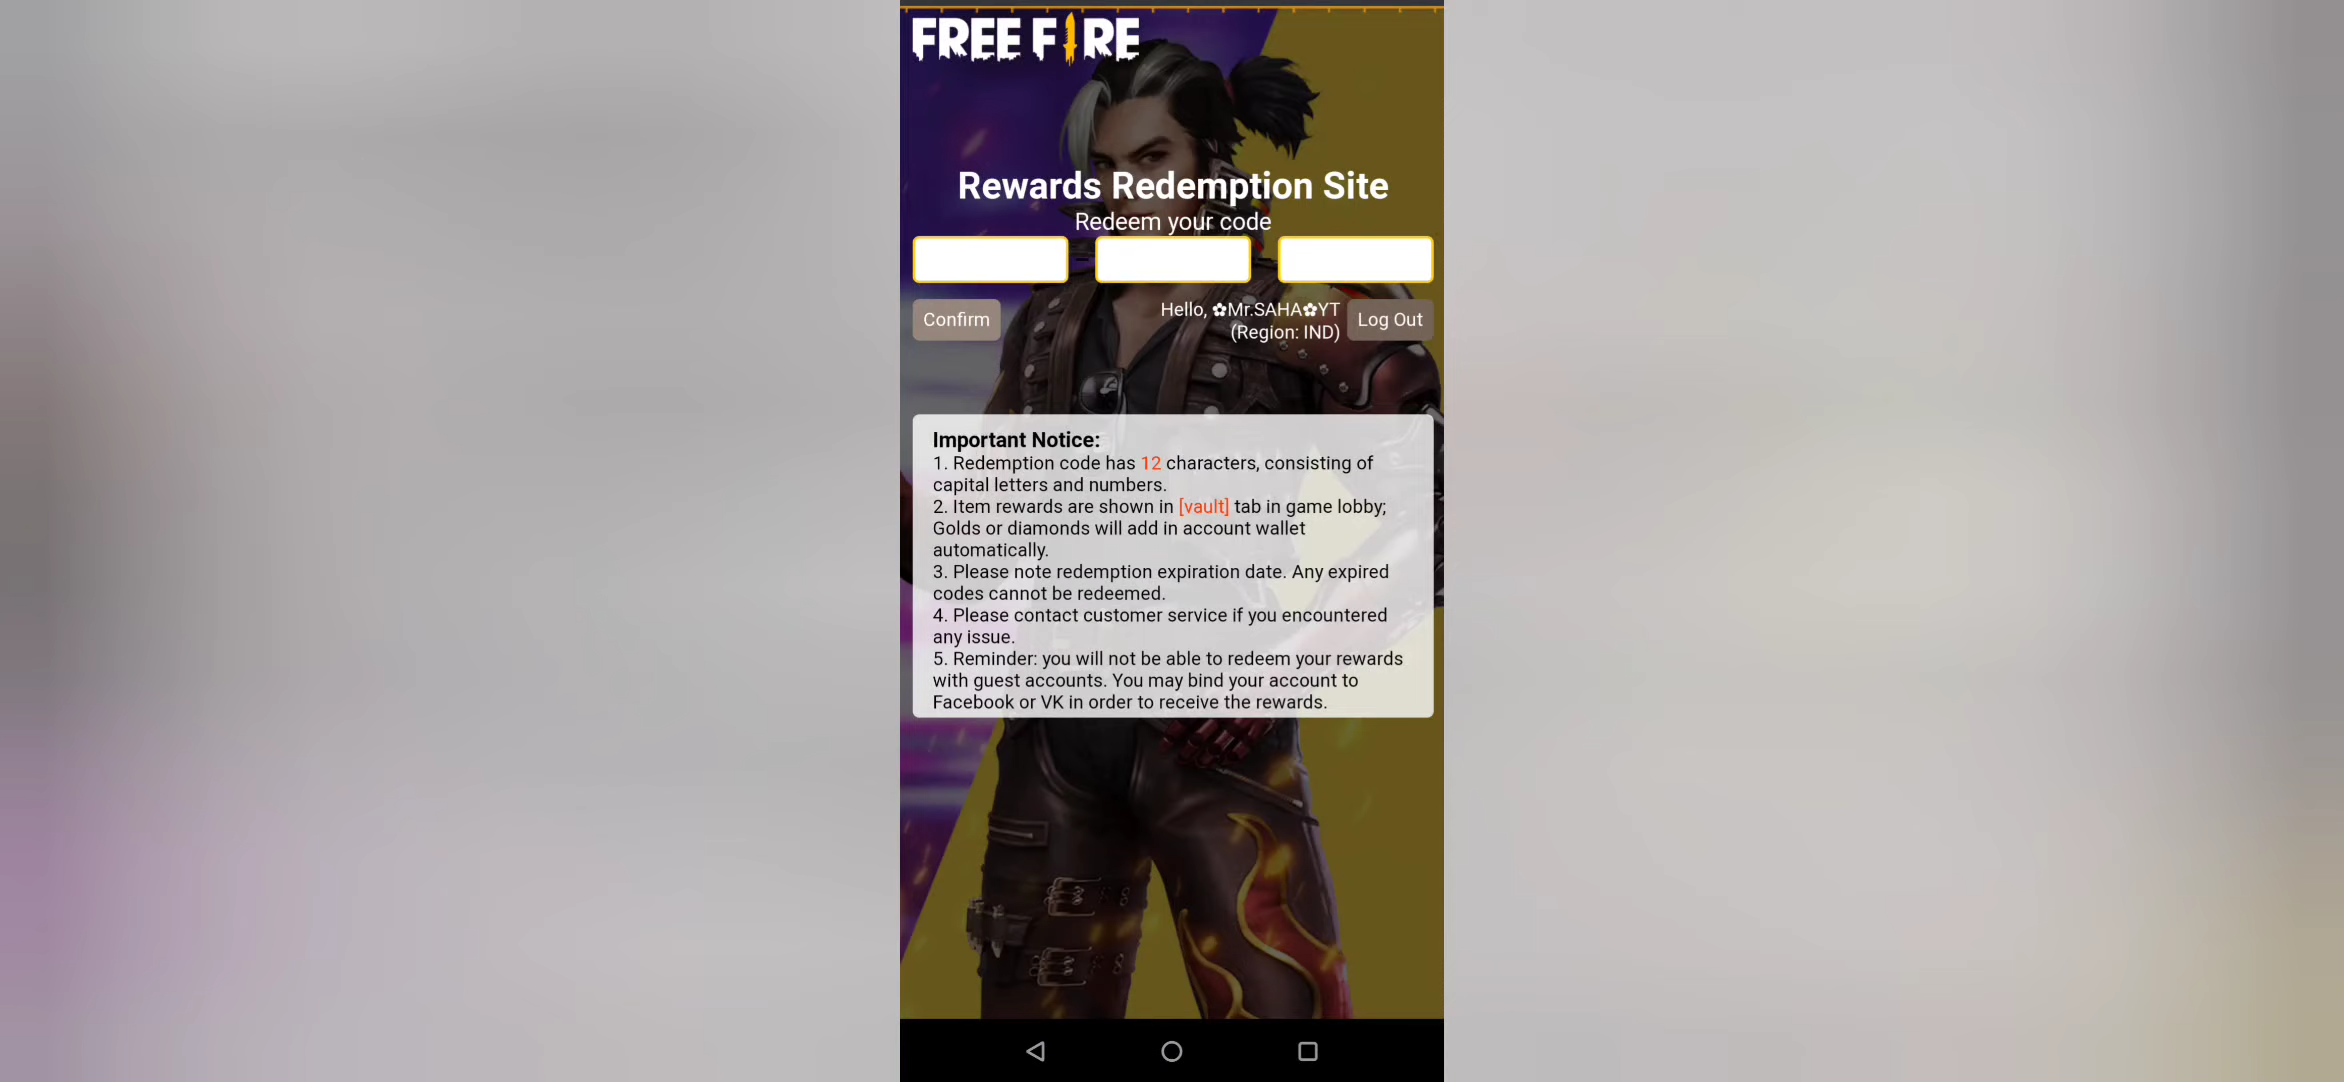 FREE FIRE
Rewards Redemption Site
Redeem your code
Confirm
Hello, ✿Mr.SAHA✿YT
(Region: IND)
Log Out
Important Notice:
1. Redemption code has 12 characters, consisting of
capital letters and numbers.
2. Item rewards are shown in [vault] tab in game lobby;
Golds or diamonds will add in account wallet
automatically.
3. Please note redemption expiration date. Any expired
codes cannot be redeemed.
4. Please contact customer service if you encountered
any issue.
5. Reminder: you will not be able to redeem your rewards
with guest accounts. You may bind your account to
Facebook or VK in order to receive the rewards.